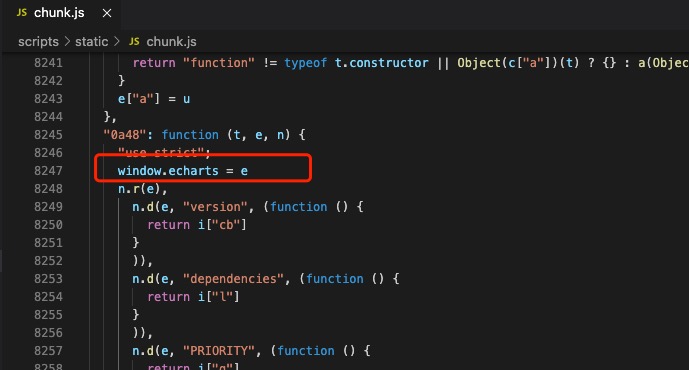 JS chunk.js ×
scripts > static > JS chunk.js
8241 return "function" != typeof t.constructor || Object(c["a"])(t) ? {} : a(Objec
8242 }
8243 e["a"] = u
8244 },
8245 "0a48": function (t, e, n) {
8246 "use strict";
8247 window.echarts = e
8248 n.r(e),
8249 n.d(e, "version", (function () {
8250 return i["cb"]
8251 }
8252 )),
8253 n.d(e, "dependencies", (function () {
8254 return i["l"]
8255 }
8256 )),
8257 n.d(e, "PRIORITY", (function () {
8258 return i["g"]